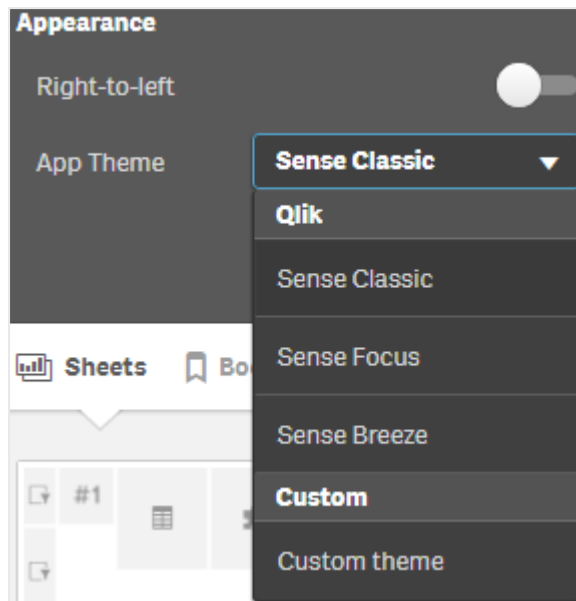 Appearance
Right-to-left
App Theme
Sense Classic
Qlik
Sense Classic
Sense Focus
Sense Breeze
Custom
Custom theme
Sheets
#1